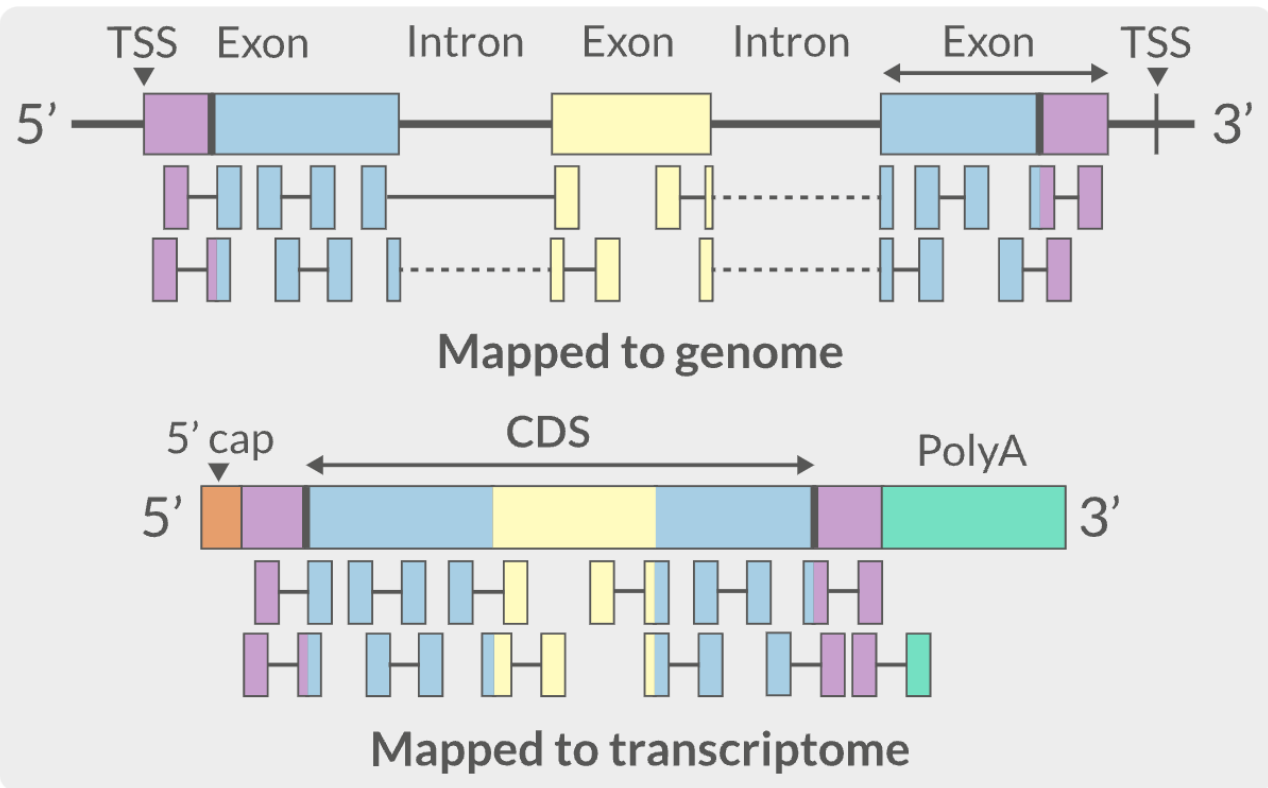 TSS Exon Intron Exon Intron Exon TSS
5’ 3’
Mapped to genome
5’ cap CDS PolyA
5’ 3’
Mapped to transcriptome